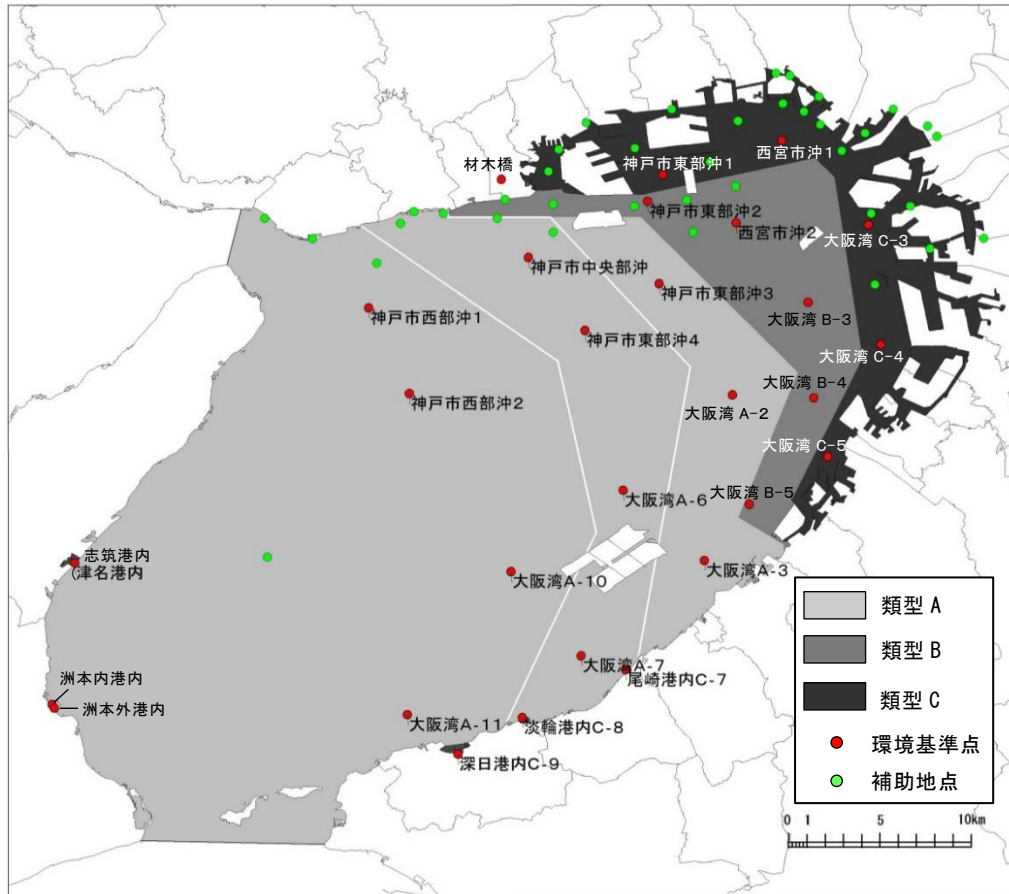 材木橋
神戸市東部沖1
西宮市沖1
神戸市東部沖2
西宮市沖2
大阪湾 C-3
神戸市中央部沖
神戸市東部沖3
神戸市西部沖1
大阪湾 B-3
神戸市東部沖4
大阪湾 C-4
神戸市西部沖2
大阪湾 B-4
大阪湾 A-2
大阪湾 C-5
大阪湾A-6
大阪湾 B-5
志筑港内
(津名港内
大阪湾A-10
大阪湾A-3
大阪湾A-7
尾崎港内C-7
洲本内港内
洲本外港内
大阪湾A-11
淡輪港内C-8
深日港内C-9
類型 A
類型 B
類型 C
環境基準点
補助地点
0 1 5 10km